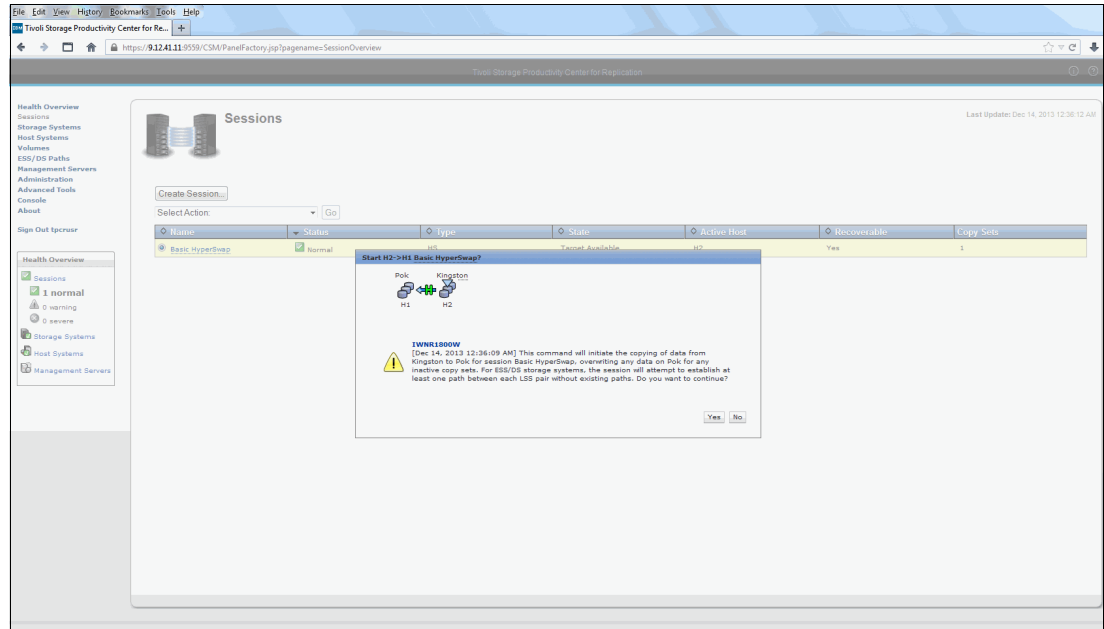 File Edit View History Bookmarks Tools Help
IBM Tivoli Storage Productivity Center for Re... +
https://9.12.41.11:9559/CSM/PanelFactory.jsp?pagename=SessionOverview
Tivoli Storage Productivity Center for Replication
Health Overview
Sessions
Storage Systems
Host Systems
Volumes
ESS/DS Paths
Management Servers
Administration
Advanced Tools
Console
About
Sign Out tpcrusr
Health Overview
Sessions
1 normal
0 warning
0 severe
Storage Systems
Host Systems
Management Servers
Sessions
Last Update: Dec 14, 2013 12:36:12 AM
Create Session...
Select Action: Go
Name Status Type State Active Host Recoverable Copy Sets
Basic HyperSwap Normal HS Target Available H2 Yes 1
Start H2->H1 Basic HyperSwap?
Pok Kingston
H1 H2
IWNR1800W
[Dec 14, 2013 12:36:09 AM] This command will initiate the copying of data from
Kingston to Pok for session Basic HyperSwap, overwriting any data on Pok for any
inactive copy sets. For ESS/DS storage systems, the session will attempt to establish at
least one path between each LSS pair without existing paths. Do you want to continue?
Yes No